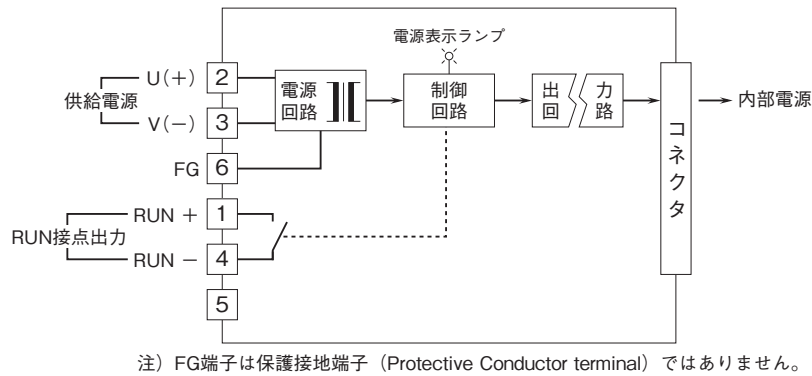 電源表示ランプ
供給電源
U(+)
2
V(−)
3
FG
6
電源
回路
制御
回路
出力
回路
コネクタ
内部電源
RUN接点出力
RUN +
1
RUN −
4
5
注）FG端子は保護接地端子（Protective Conductor terminal）ではありません。